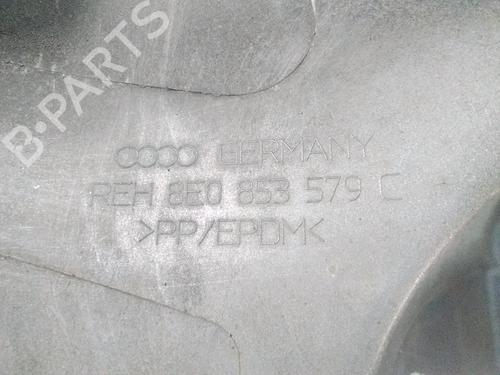 B-PARTS
GERMANY
REH 8E0 853 579 C
>PP/EPDM<